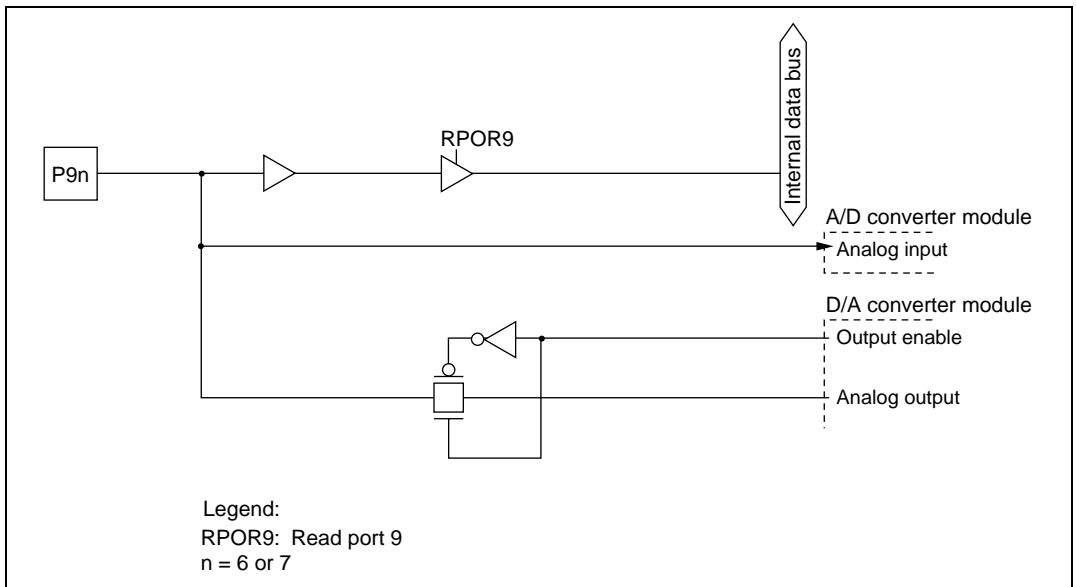 RPOR9
P9n
Internal data bus
A/D converter module
Analog input
D/A converter module
Output enable
Analog output
Legend:
RPOR9: Read port 9
n = 6 or 7